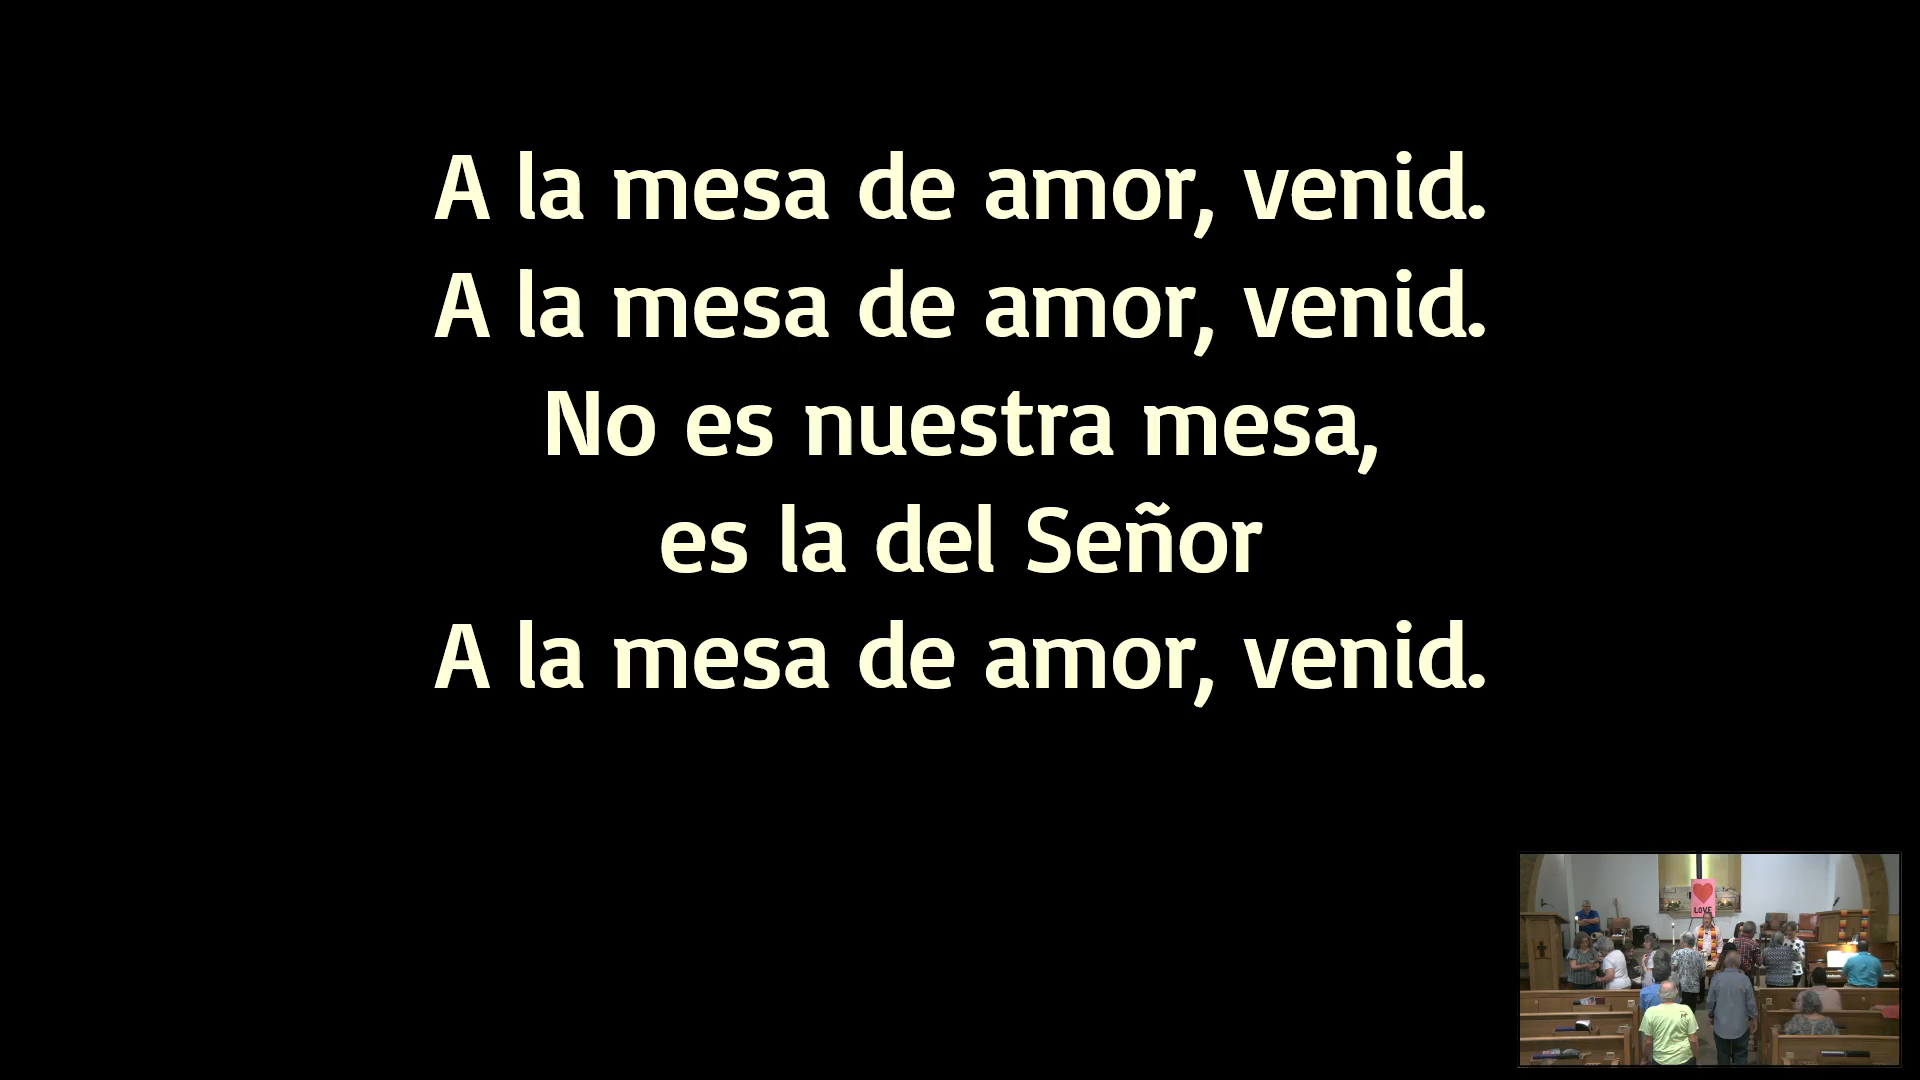 A la mesa de amor, venid.
A la mesa de amor, venid.
No es nuestra mesa,
es la del Señor
A la mesa de amor, venid.
LOVE